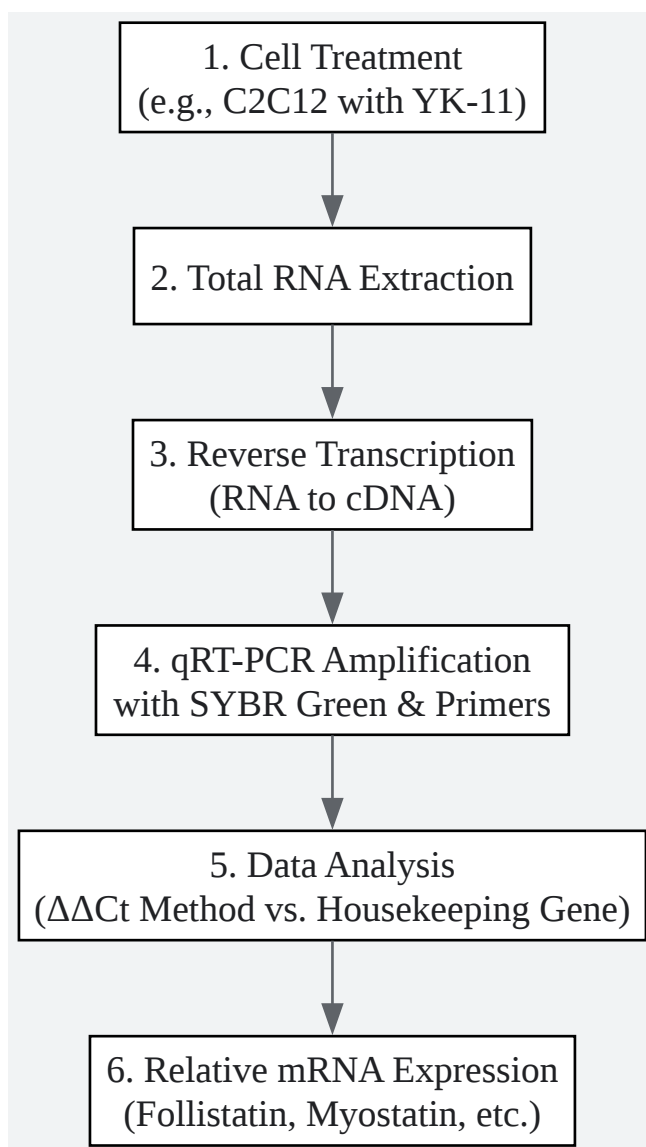 1. Cell Treatment
(e.g., C2C12 with YK-11)
2. Total RNA Extraction
3. Reverse Transcription
(RNA to cDNA)
4. qRT-PCR Amplification
with SYBR Green & Primers
5. Data Analysis
(ΔΔCt Method vs. Housekeeping Gene)
6. Relative mRNA Expression
(Follistatin, Myostatin, etc.)